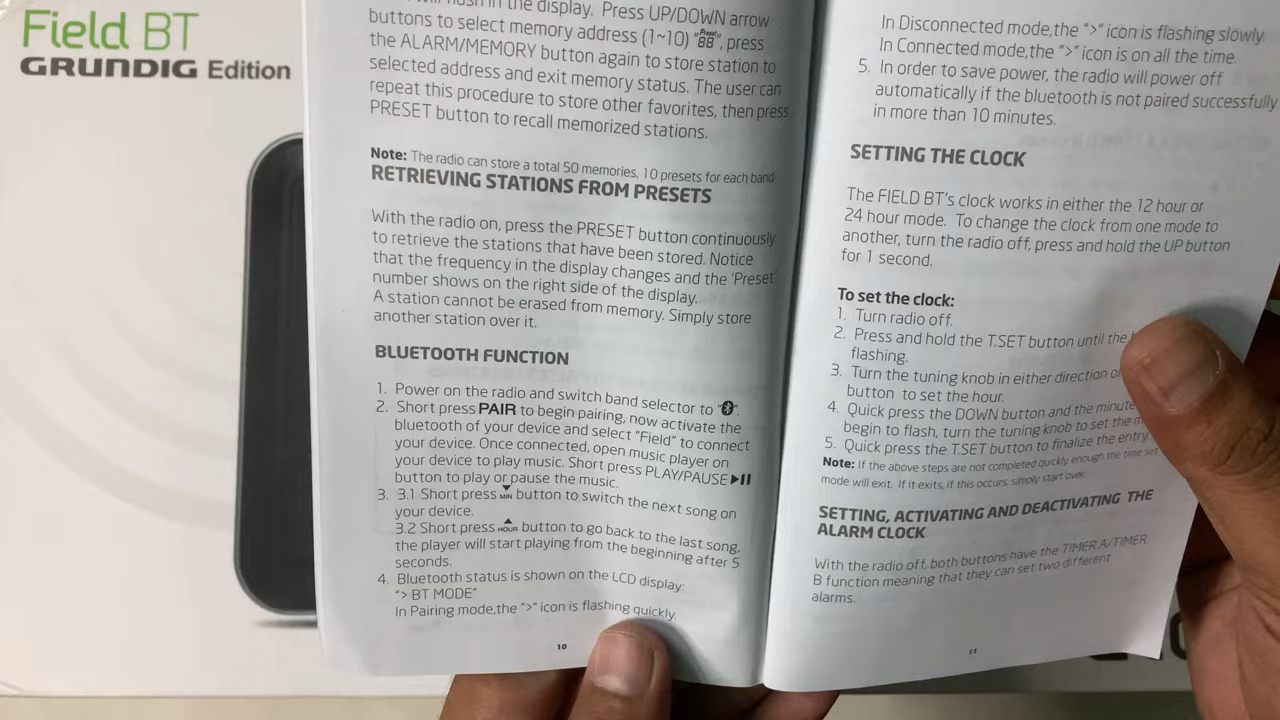 Field BT
GRUNDIG Edition
flash in the display. Press UP/DOWN arrow
buttons to select memory address (1~10) "88", press
the ALARM/MEMORY button again to store station to
selected address and exit memory status. The user can
repeat this procedure to store other favorites, then press
PRESET button to recall memorized stations.
Note: The radio can store a total 50 memories, 10 presets for each band
RETRIEVING STATIONS FROM PRESETS
With the radio on, press the PRESET button continuously
to retrieve the stations that have been stored. Notice
that the frequency in the display changes and the 'Preset'
number shows on the right side of the display.
A station cannot be erased from memory. Simply store
another station over it.
BLUETOOTH FUNCTION
1. Power on the radio and switch band selector to "".
2. Short press PAIR to begin pairing, now activate the
bluetooth of your device and select "Field" to connect
your device. Once connected, open music player on
your device to play music. Short press PLAY/PAUSE ▶II
button to play or pause the music.
3. 3.1 Short press MIN button to switch the next song on
your device.
3.2 Short press HOUR button to go back to the last song,
the player will start playing from the beginning after 5
seconds.
4. Bluetooth status is shown on the LCD display:
"> BT MODE"
In Pairing mode,the ">" icon is flashing quickly.
10
In Disconnected mode,the ">" icon is flashing slowly.
In Connected mode,the ">" icon is on all the time.
5. In order to save power, the radio will power off
automatically if the bluetooth is not paired successfully
in more than 10 minutes.
SETTING THE CLOCK
The FIELD BT's clock works in either the 12 hour or
24 hour mode. To change the clock from one mode to
another, turn the radio off, press and hold the UP button
for 1 second.
To set the clock:
1. Turn radio off.
2. Press and hold the T.SET button until the
flashing.
3. Turn the tuning knob in either direction
button to set the hour.
4. Quick press the DOWN button and the minute
begin to flash, turn the tuning knob to set the
5. Quick press the T.SET button to finalize the entry
Note: If the above steps are not completed quickly enough the time set
mode will exit. If it exits, if this occurs, simply start over.
SETTING, ACTIVATING AND DEACTIVATING THE
ALARM CLOCK
With the radio off, both buttons have the TIMER A/TIMER
B function meaning that they can set two different
alarms.
11